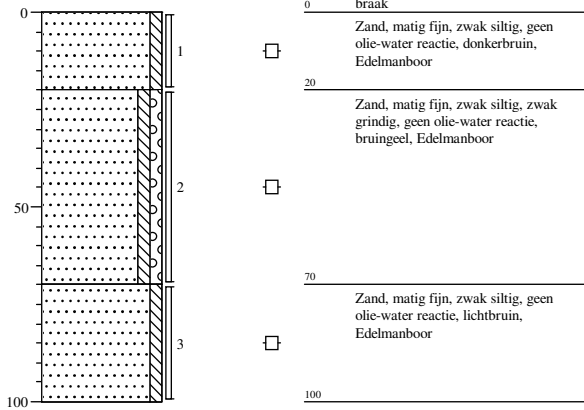 0
50
100
1
2
3
0
braak
Zand, matig fijn, zwak siltig, geen
olie-water reactie, donkerbruin,
Edelmanboor
20
Zand, matig fijn, zwak siltig, zwak
grindig, geen olie-water reactie,
bruingeel, Edelmanboor
70
Zand, matig fijn, zwak siltig, geen
olie-water reactie, lichtbruin,
Edelmanboor
100